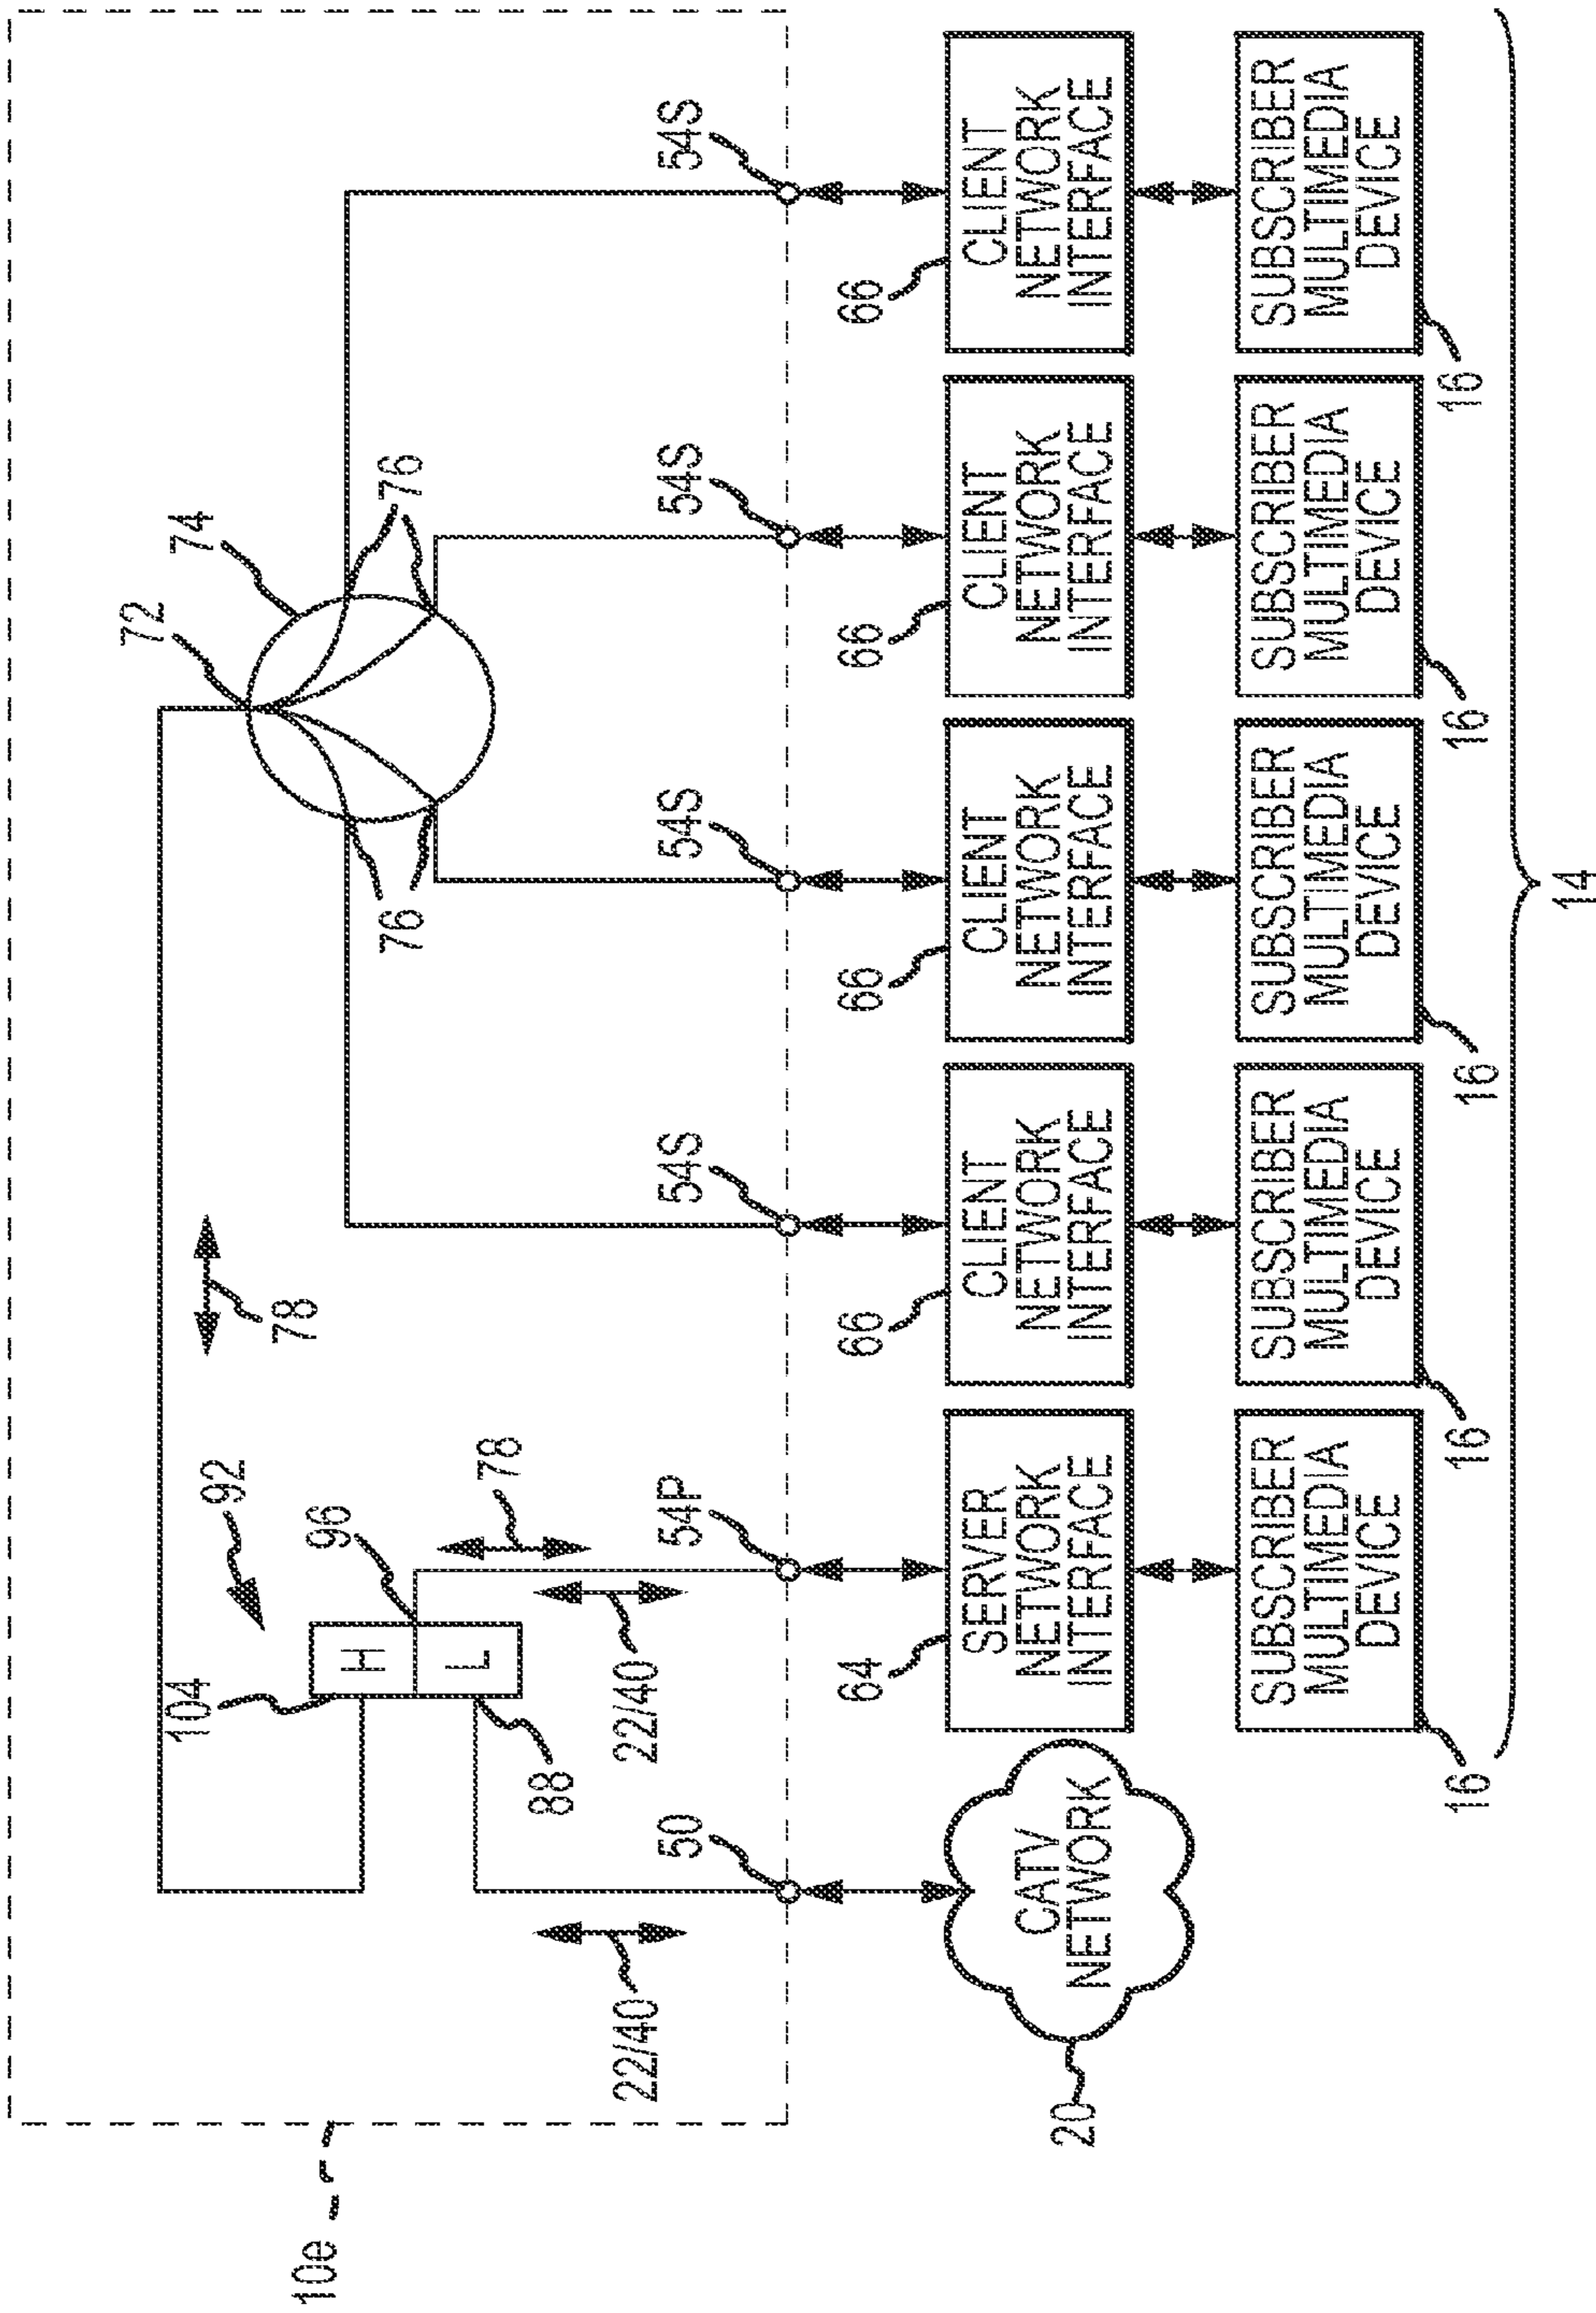 72
104
74
92
78
10e
96
H
76
76
L
78
88
22/40
22/40
50
54P
54S
54S
54S
54S
64
66
66
66
66
CATV
NETWORK
20
SERVER
NETWORK
INTERFACE
CLIENT
NETWORK
INTERFACE
CLIENT
NETWORK
INTERFACE
CLIENT
NETWORK
INTERFACE
CLIENT
NETWORK
INTERFACE
SUBSCRIBER
MULTIMEDIA
DEVICE
SUBSCRIBER
MULTIMEDIA
DEVICE
SUBSCRIBER
MULTIMEDIA
DEVICE
SUBSCRIBER
MULTIMEDIA
DEVICE
SUBSCRIBER
MULTIMEDIA
DEVICE
16
16
16
16
16
14